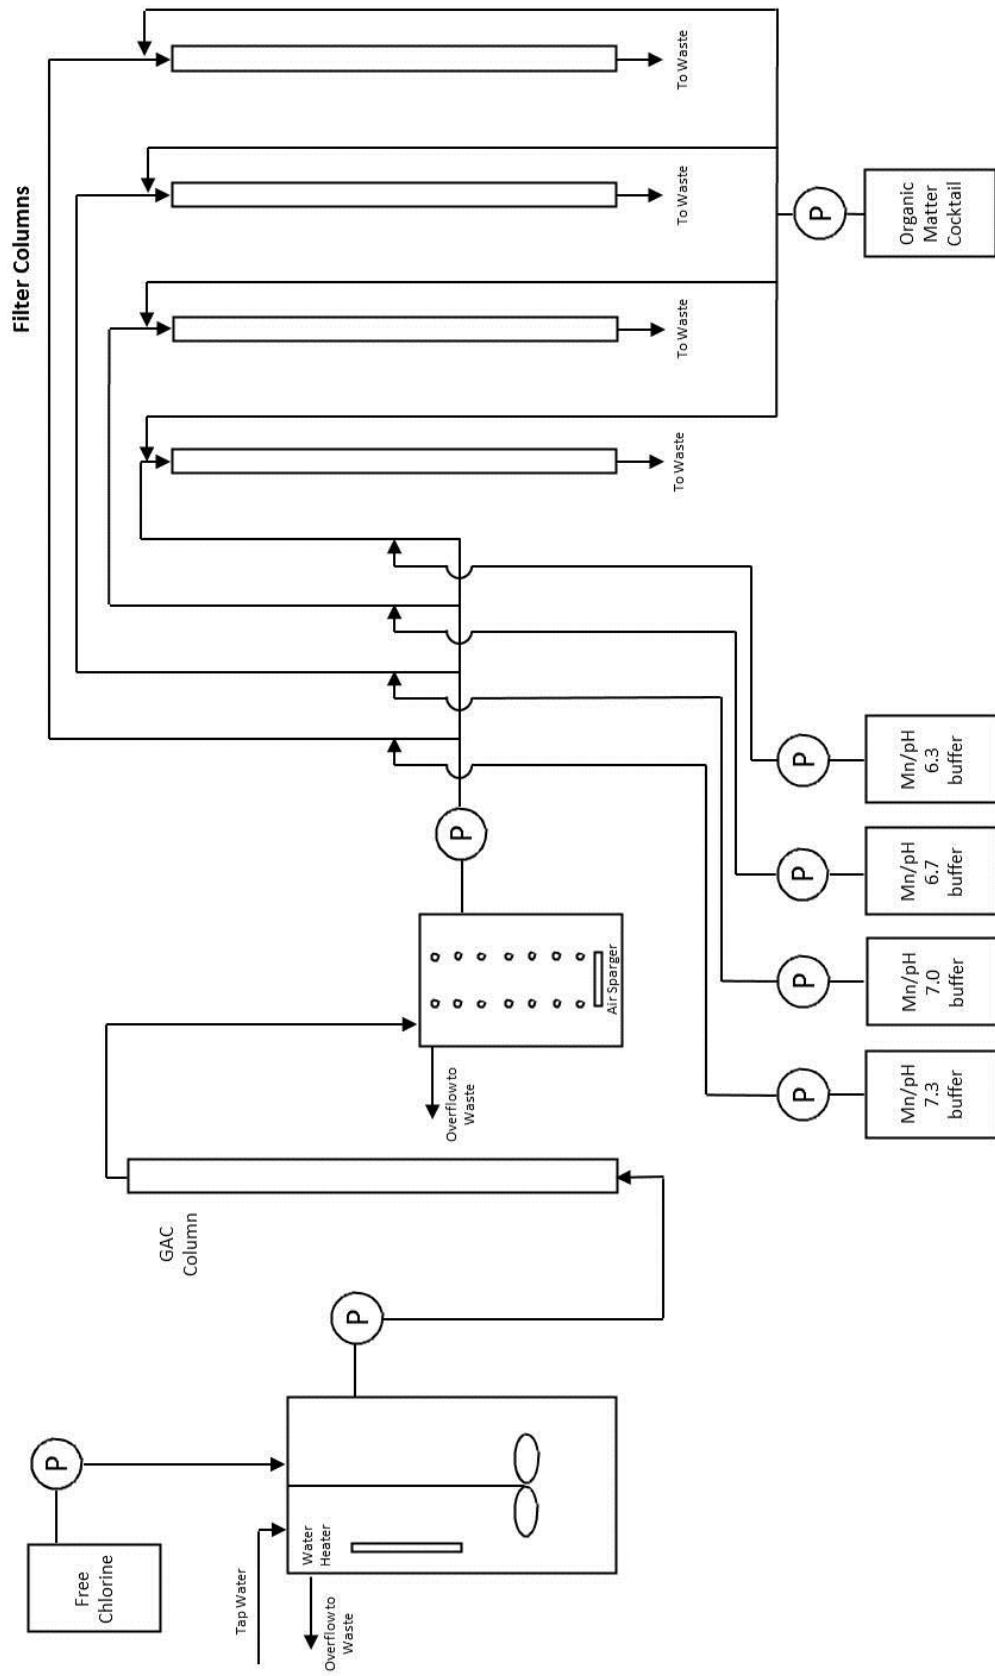 Free
Chlorine
P
Tap Water
Water
Heater
Overflow to
Waste
P
GAC
Column
Overflow to
Waste
Air Sparger
P
Filter Columns
To Waste
To Waste
To Waste
To Waste
P
P
P
P
P
Mn/pH
7.3
buffer
Mn/pH
7.0
buffer
Mn/pH
6.7
buffer
Mn/pH
6.3
buffer
Organic
Matter
Cocktail